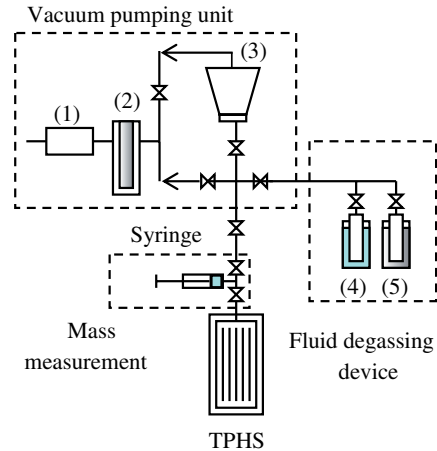 Vacuum pumping unit
(3)
(1)
(2)
Syringe
(4)
(5)
Mass
measurement
Fluid degassing
device
TPHS